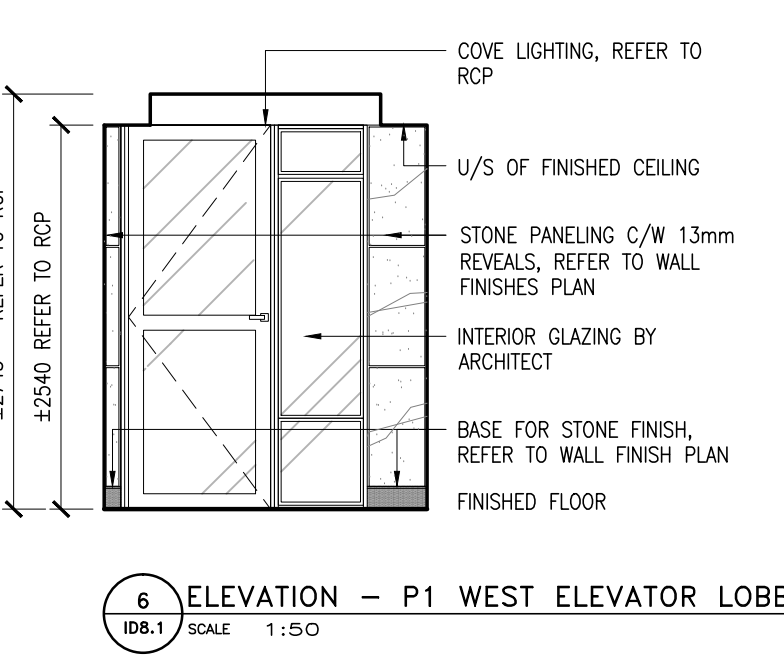 COVE LIGHTING, REFER TO
RCP
U/S OF FINISHED CEILING
STONE PANELING C/W 13mm
REVEALS, REFER TO WALL
FINISHES PLAN
INTERIOR GLAZING BY
ARCHITECT
BASE FOR STONE FINISH,
REFER TO WALL FINISH PLAN
FINISHED FLOOR
±2540 REFER TO RCP
6
ID8.1
ELEVATION - P1 WEST ELEVATOR LOBB
SCALE 1:50